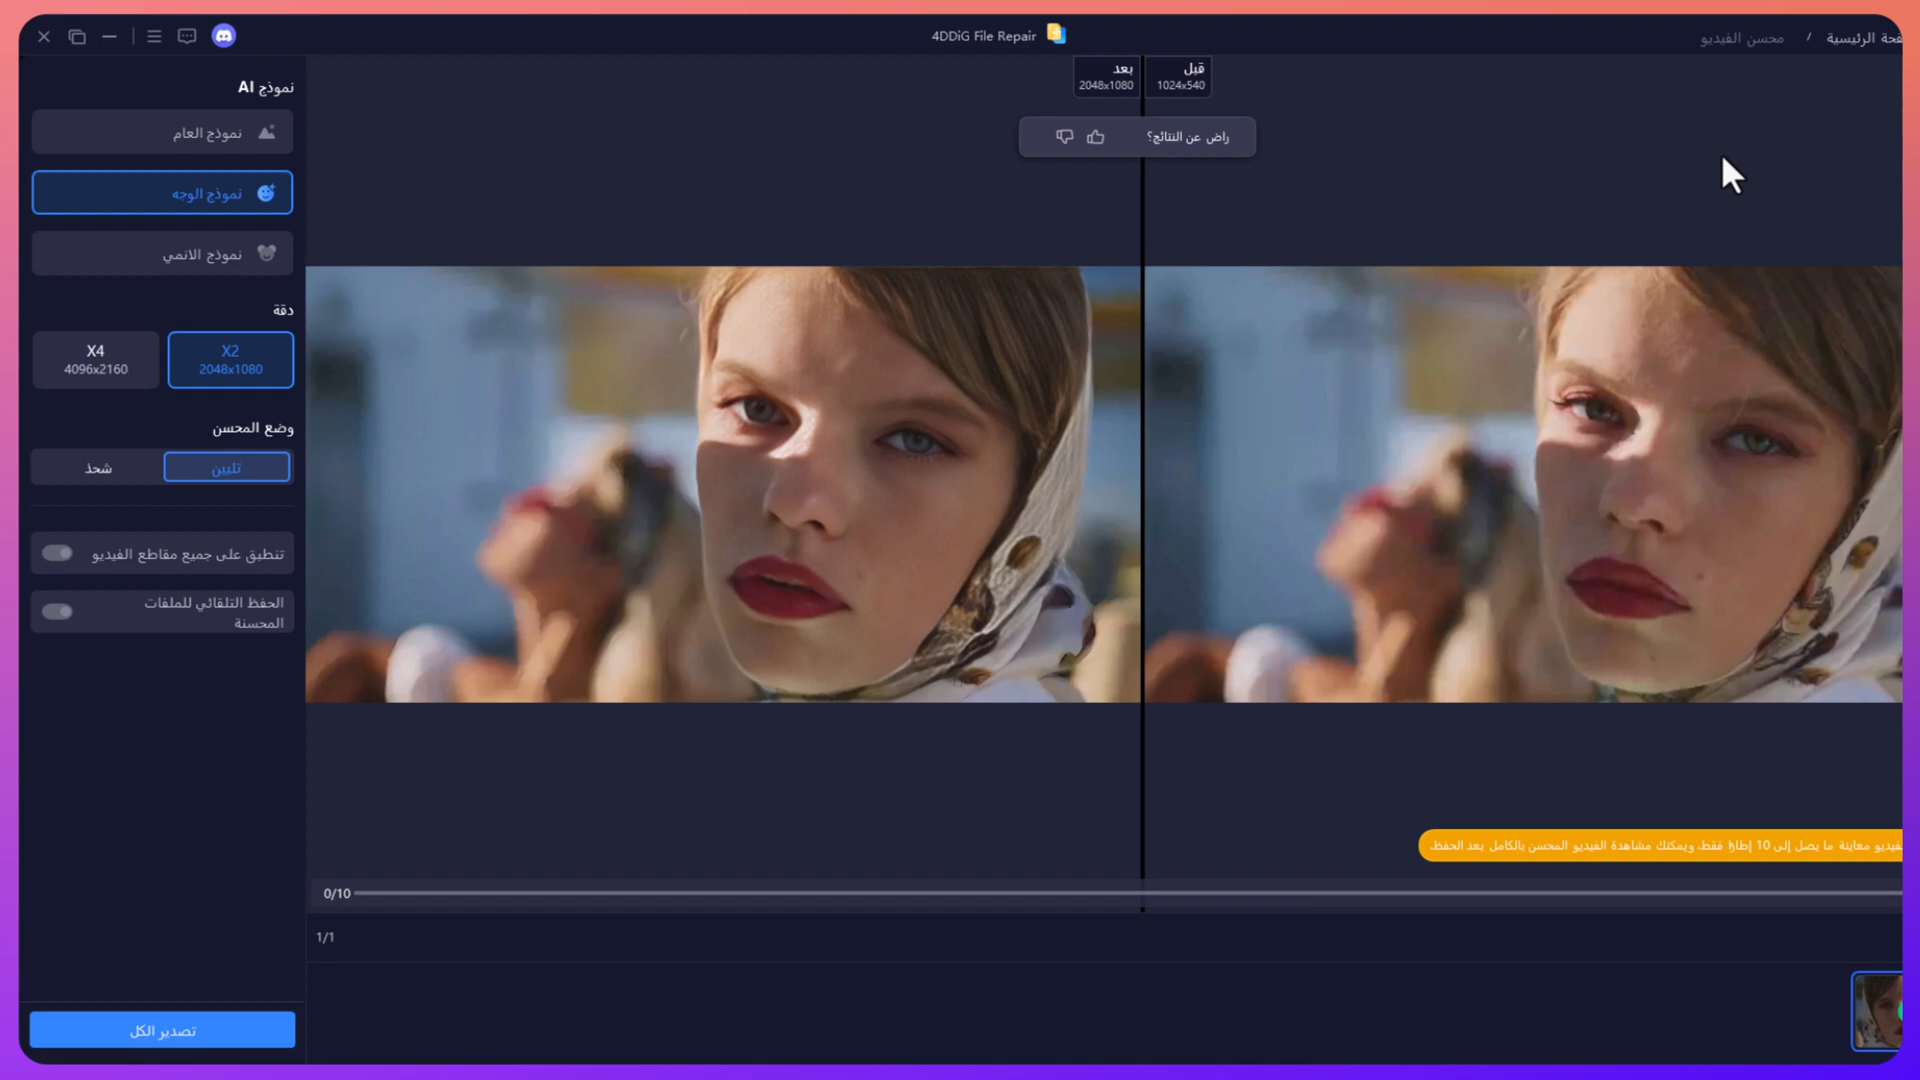 الرئيسية / محسن الفيديو
4DDiG File Repair
قبل
1024x540
بعد
2048x1080
راض عن النتائج؟
نموذج AI
نموذج العام
نموذج الوجه
نموذج الانمي
دقة
X2
2048x1080
X4
4096x2160
وضع المحسن
تليين
شحذ
تنطبق على جميع مقاطع الفيديو
الحفظ التلقائي للملفات
المحسنة
معاينة ما يصل إلى 10 فقط، ويمكنك مشاهدة الفيديو المحسن بالكامل بعد الحفظ.
0/10
1/1
تصدير الكل